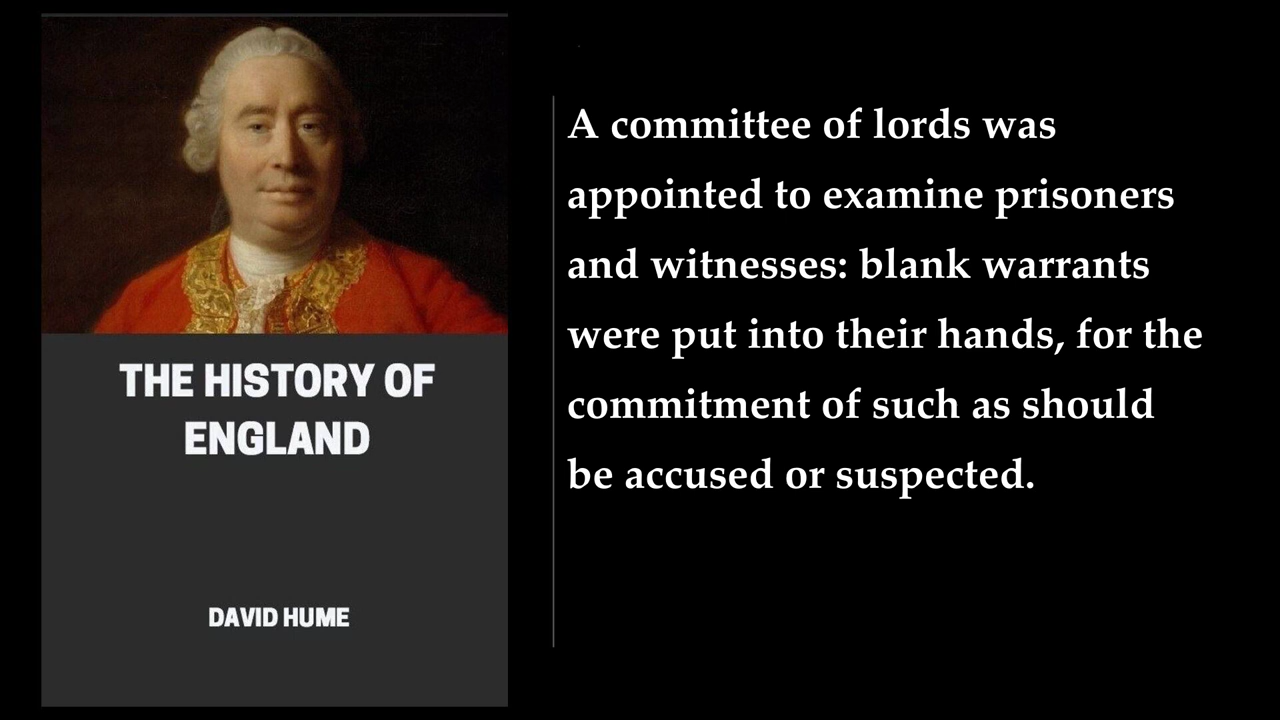 THE HISTORY OF
ENGLAND
DAVID HUME
A committee of lords was
appointed to examine prisoners
and witnesses: blank warrants
were put into their hands, for the
commitment of such as should
be accused or suspected.